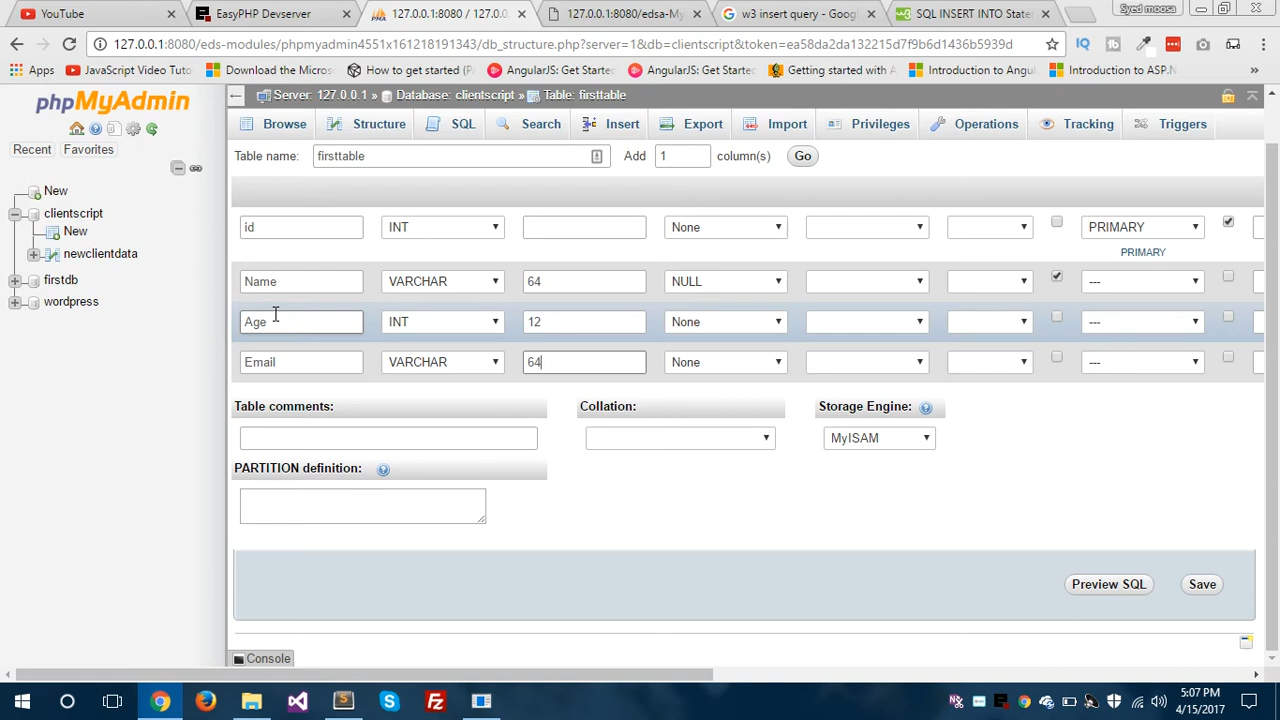 YouTube
EasyPHP Devserver
127.0.0.1:8080 / 127.0.0.
127.0.0.1:8080/edsa-My
w3 insert query - Googl
SQL INSERT INTO State
Syed moosa
127.0.0.1:8080/eds-modules/phpmyadmin4551x161218191343/db_structure.php?server=1&db=clientscript&token=ea58da2da132215d7f9b6d1436b5939d
Apps
JavaScript Video Tuto
Download the Micros
How to get started (P
AngularJS: Get Starte
AngularJS: Get Starte
Getting started with A
Introduction to Angu
Introduction to ASP.N
phpMyAdmin
Recent
Favorites
New
clientscript
New
newclientdata
firstdb
wordpress
Server: 127.0.0.1 » Database: clientscript » Table: firsttable
Browse Structure SQL Search Insert Export Import Privileges Operations Tracking Triggers
Table name: firsttable Add 1 column(s) Go
id INT None PRIMARY
PRIMARY
Name VARCHAR 64 NULL ---
Age INT 12 None ---
Email VARCHAR 64 None ---
Table comments: Collation: Storage Engine:
MyISAM
PARTITION definition:
Preview SQL Save
Console
5:07 PM
4/15/2017